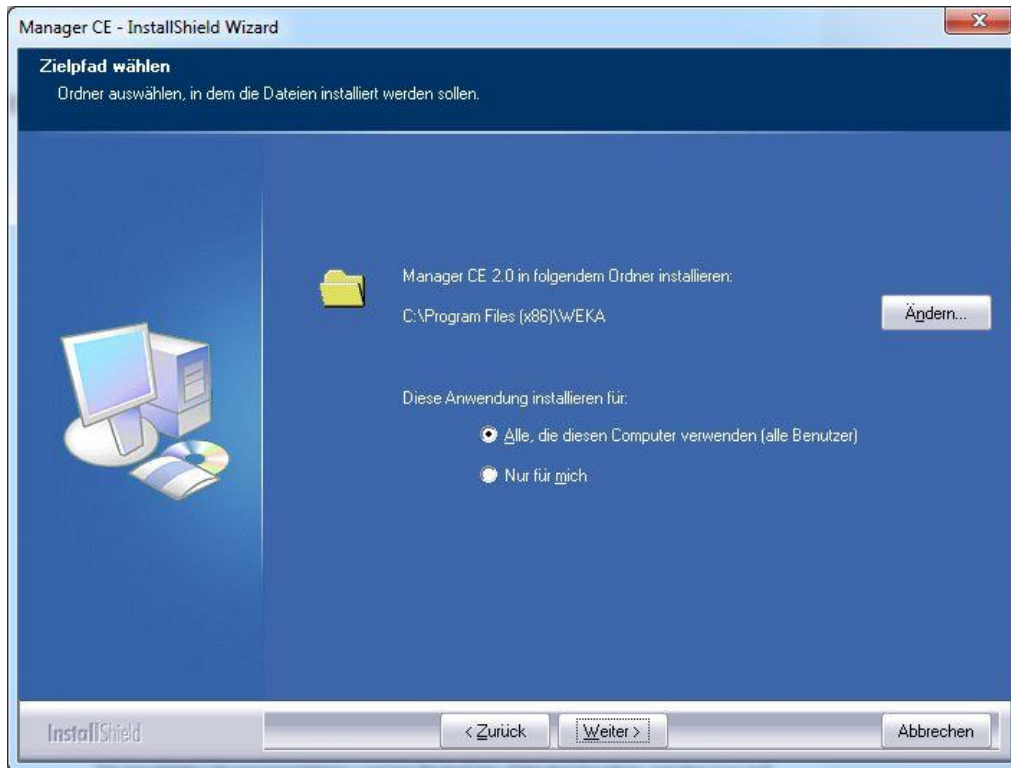 Manager CE - InstallShield Wizard
Zielpfad wählen
Ordner auswählen, in dem die Dateien installiert werden sollen.
Manager CE 2.0 in folgendem Ordner installieren:
C:\Program Files (x86)\WEKA
Ändern...
Diese Anwendung installieren für:
Alle, die diesen Computer verwenden (alle Benutzer)
Nur für mich
InstallShield
< Zurück
Weiter >
Abbrechen